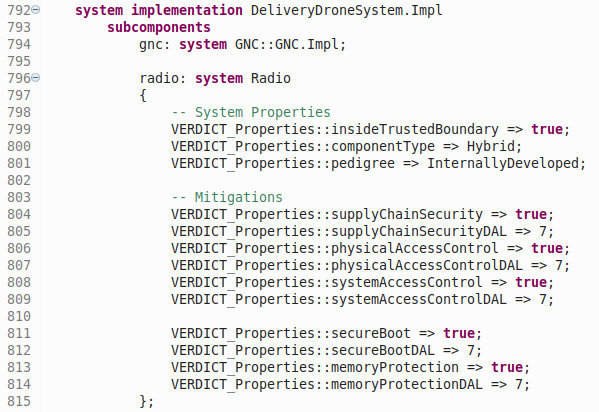 792 system implementation DeliveryDroneSystem.Impl
793 subcomponents
794 gnc: system GNC::GNC.Impl;
795
796 radio: system Radio
797 {
798 -- System Properties
799 VERDICT_Properties::insideTrustedBoundary => true;
800 VERDICT_Properties::componentType => Hybrid;
801 VERDICT_Properties::pedigree => InternallyDeveloped;
802
803 -- Mitigations
804 VERDICT_Properties::supplyChainSecurity => true;
805 VERDICT_Properties::supplyChainSecurityDAL => 7;
806 VERDICT_Properties::physicalAccessControl => true;
807 VERDICT_Properties::physicalAccessControlDAL => 7;
808 VERDICT_Properties::systemAccessControl => true;
809 VERDICT_Properties::systemAccessControlDAL => 7;
810
811 VERDICT_Properties::secureBoot => true;
812 VERDICT_Properties::secureBootDAL => 7;
813 VERDICT_Properties::memoryProtection => true;
814 VERDICT_Properties::memoryProtectionDAL => 7;
815 };